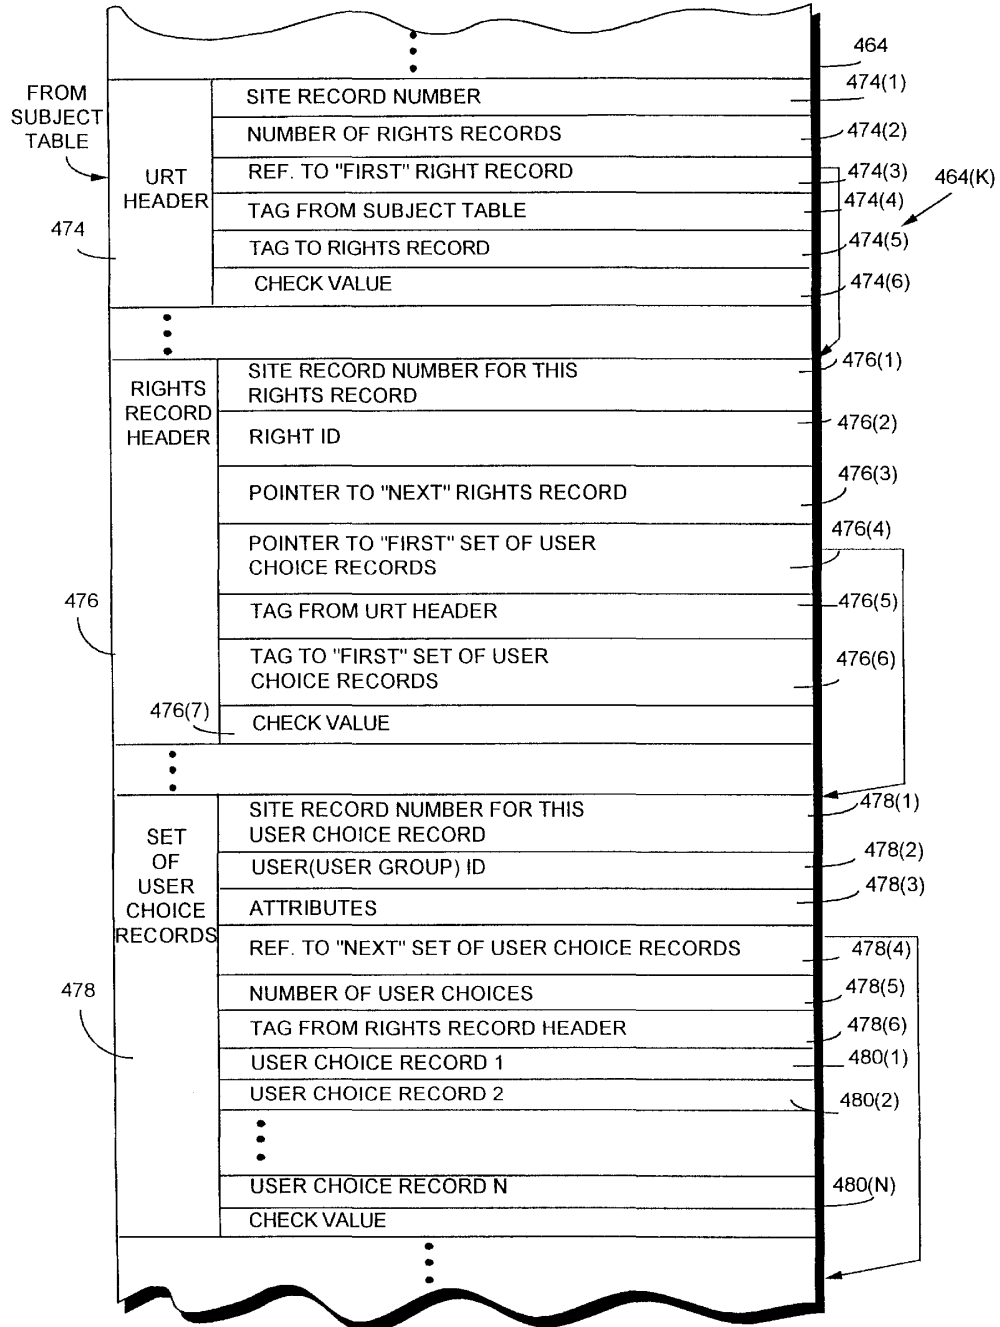 464
FROM
SUBJECT
TABLE
URT
HEADER
474
SITE RECORD NUMBER
474(1)
NUMBER OF RIGHTS RECORDS
474(2)
REF. TO "FIRST" RIGHT RECORD
474(3)
464(K)
TAG FROM SUBJECT TABLE
474(4)
TAG TO RIGHTS RECORD
474(5)
CHECK VALUE
474(6)
RIGHTS
RECORD
HEADER
476
SITE RECORD NUMBER FOR THIS
RIGHTS RECORD
476(1)
RIGHT ID
476(2)
POINTER TO "NEXT" RIGHTS RECORD
476(3)
POINTER TO "FIRST" SET OF USER
CHOICE RECORDS
476(4)
TAG FROM URT HEADER
476(5)
TAG TO "FIRST" SET OF USER
CHOICE RECORDS
476(6)
476(7)
CHECK VALUE
SET
OF
USER
CHOICE
RECORDS
478
SITE RECORD NUMBER FOR THIS
USER CHOICE RECORD
478(1)
USER(USER GROUP) ID
478(2)
ATTRIBUTES
478(3)
REF. TO "NEXT" SET OF USER CHOICE RECORDS
478(4)
NUMBER OF USER CHOICES
478(5)
TAG FROM RIGHTS RECORD HEADER
478(6)
USER CHOICE RECORD 1
480(1)
USER CHOICE RECORD 2
480(2)
USER CHOICE RECORD N
480(N)
CHECK VALUE